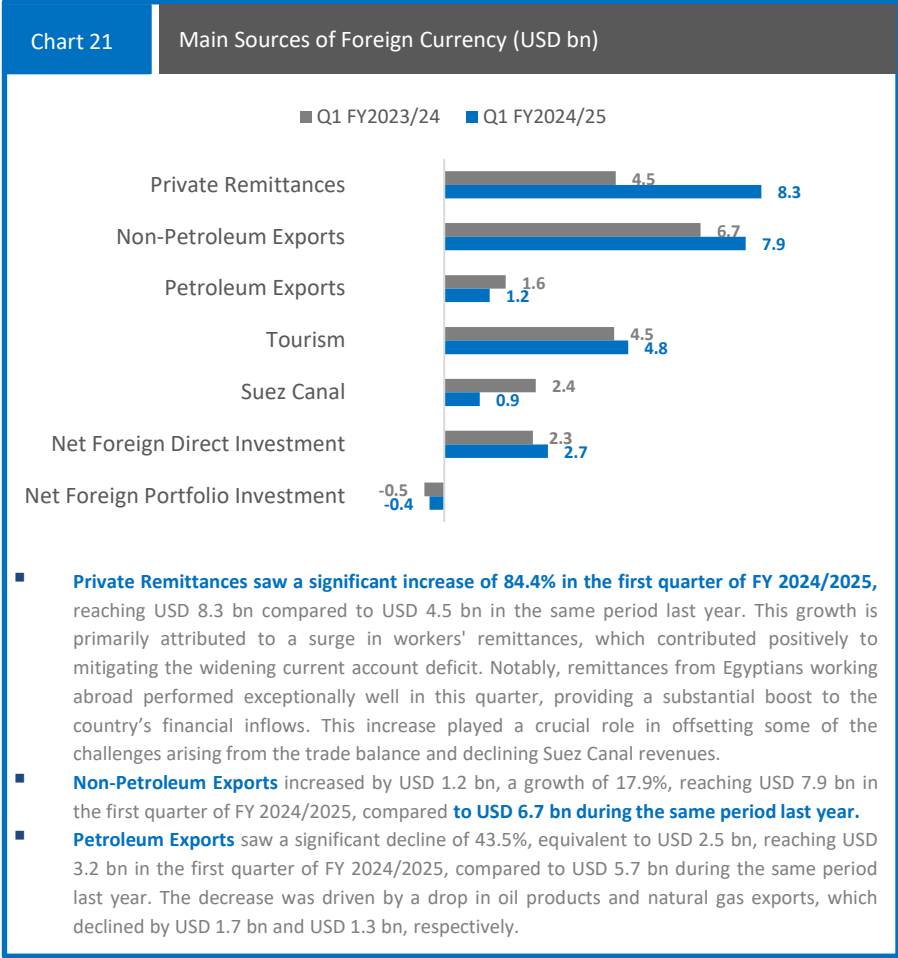 Chart 21
Main Sources of Foreign Currency (USD bn)
Q1 FY2023/24 Q1 FY2024/25
Private Remittances 4.5 8.3
Non-Petroleum Exports 6.7 7.9
Petroleum Exports 1.6 1.2
Tourism 4.5 4.8
Suez Canal 2.4 0.9
Net Foreign Direct Investment 2.3 2.7
Net Foreign Portfolio Investment -0.5 -0.4
▪ Private Remittances saw a significant increase of 84.4% in the first quarter of FY 2024/2025,
reaching USD 8.3 bn compared to USD 4.5 bn in the same period last year. This growth is
primarily attributed to a surge in workers' remittances, which contributed positively to
mitigating the widening current account deficit. Notably, remittances from Egyptians working
abroad performed exceptionally well in this quarter, providing a substantial boost to the
country’s financial inflows. This increase played a crucial role in offsetting some of the
challenges arising from the trade balance and declining Suez Canal revenues.
▪ Non-Petroleum Exports increased by USD 1.2 bn, a growth of 17.9%, reaching USD 7.9 bn in
the first quarter of FY 2024/2025, compared to USD 6.7 bn during the same period last year.
▪ Petroleum Exports saw a significant decline of 43.5%, equivalent to USD 2.5 bn, reaching USD
3.2 bn in the first quarter of FY 2024/2025, compared to USD 5.7 bn during the same period
last year. The decrease was driven by a drop in oil products and natural gas exports, which
declined by USD 1.7 bn and USD 1.3 bn, respectively.